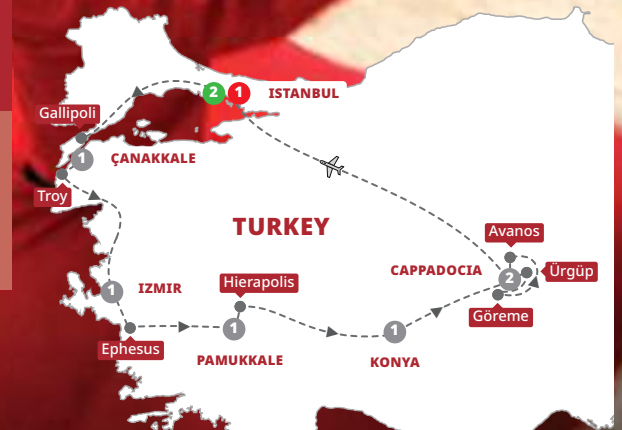 2
1
ISTANBUL
Gallipoli
1
ÇANAKKALE
Troy
TURKEY
Avanos
CAPPADOCIA
2
Ürgüp
Göreme
1
IZMIR
Hierapolis
Ephesus
1
PAMUKKALE
1
KONYA